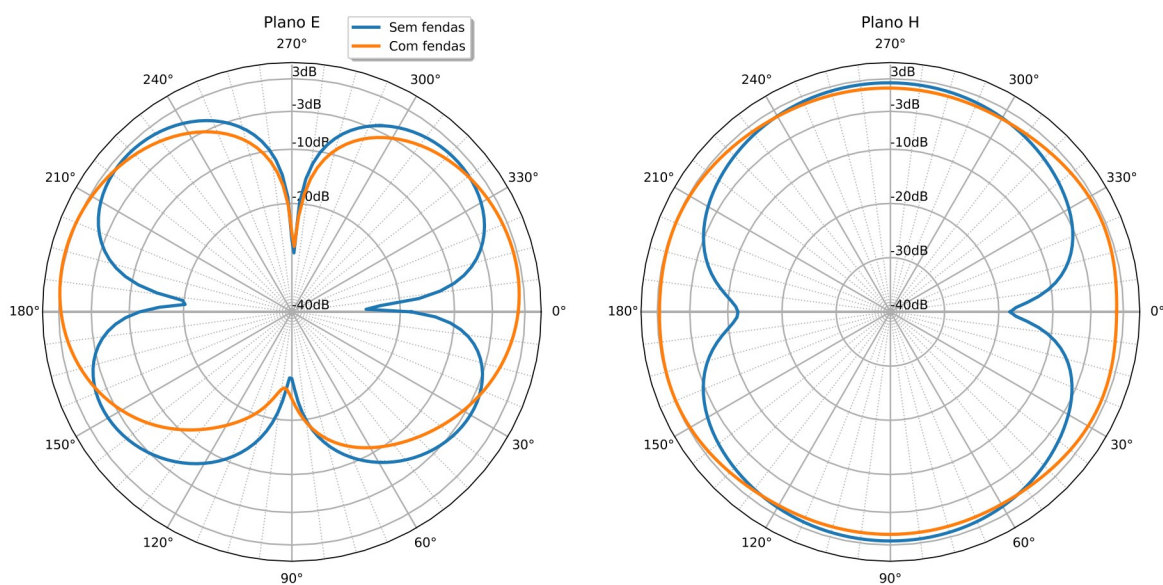 Plano E
Sem fendas
Com fendas
270°
240°
300°
210°
330°
180°
0°
150°
30°
120°
60°
90°
3dB
-3dB
-10dB
-20dB
-40dB
Plano H
270°
240°
300°
210°
330°
180°
0°
150°
30°
120°
60°
90°
3dB
-3dB
-10dB
-20dB
-30dB
-40dB